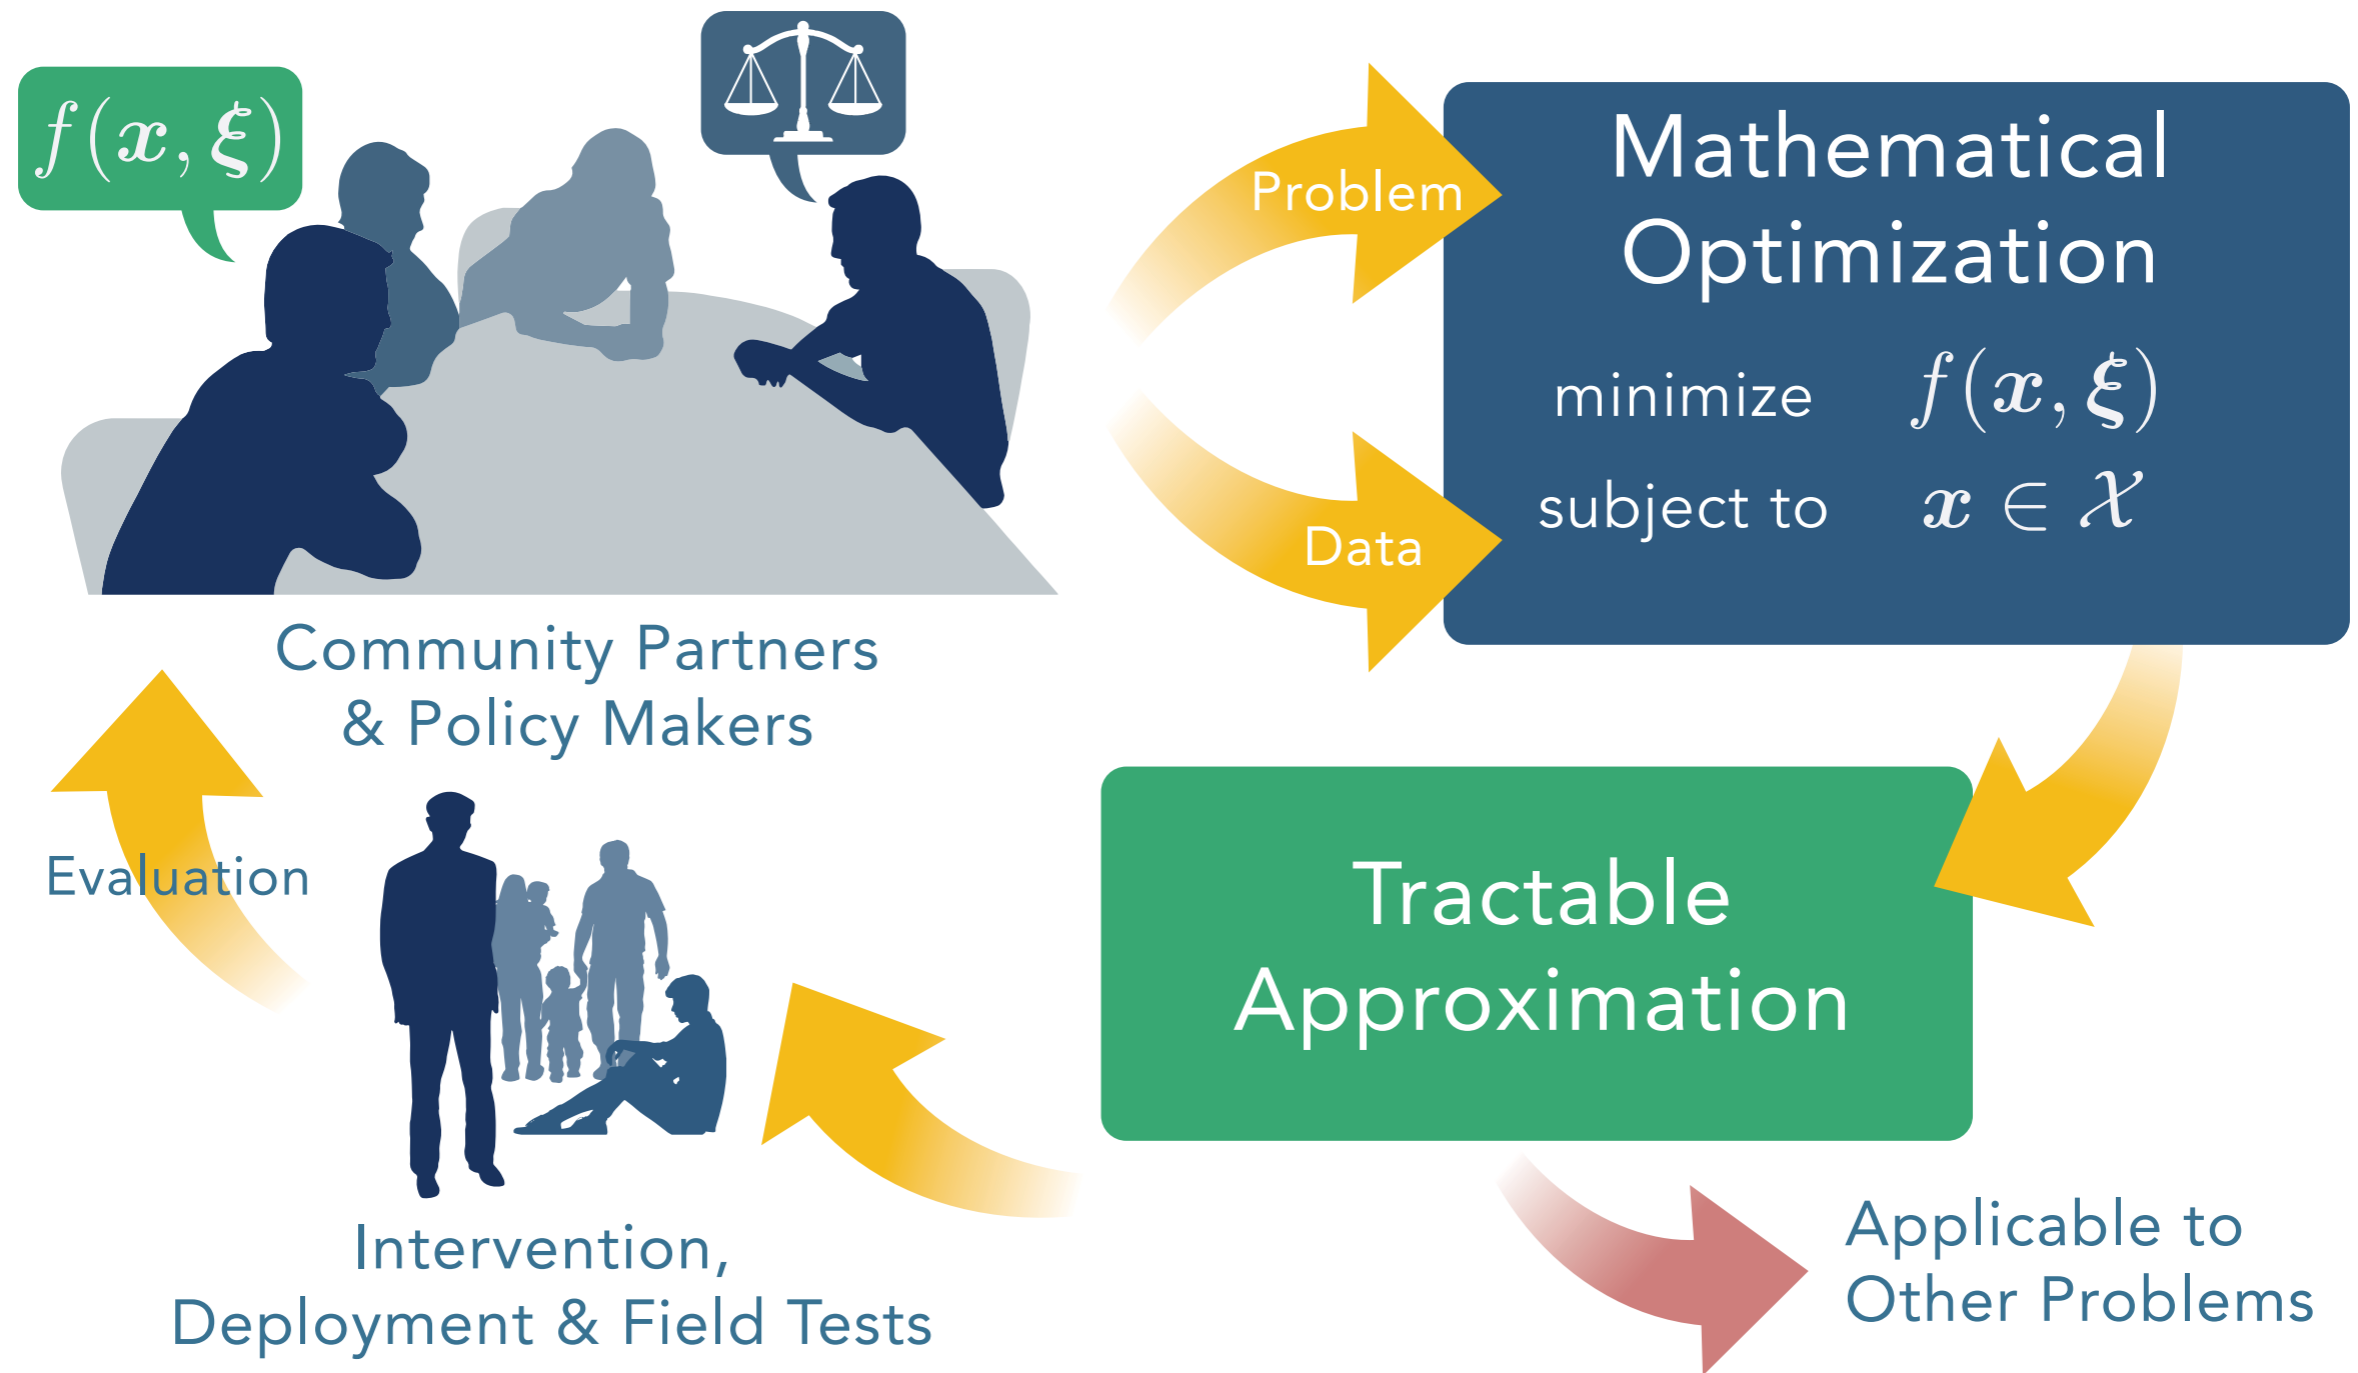 f(x, ξ)
Problem
Data
Mathematical
Optimization
minimize f(x, ξ)
subject to x ∈ 𝒳
Community Partners
& Policy Makers
Evaluation
Tractable
Approximation
Intervention,
Deployment & Field Tests
Applicable to
Other Problems